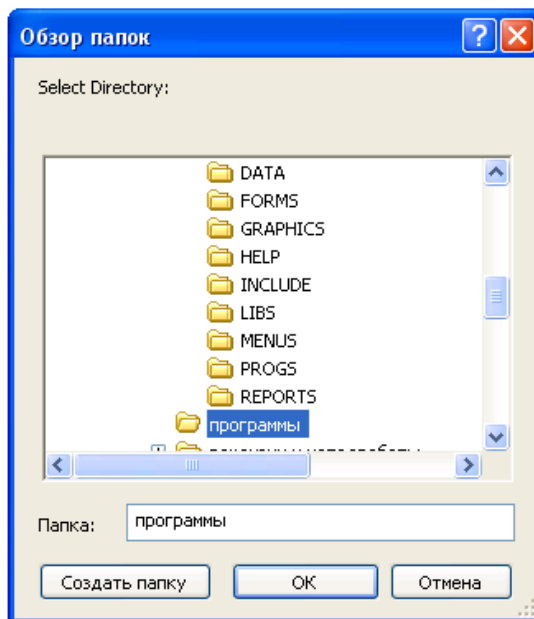 Обзор папок
Select Directory:
DATA
FORMS
GRAPHICS
HELP
INCLUDE
LIBS
MENUS
PROGS
REPORTS
программы
Папка: программы
Создать папку ОК Отмена